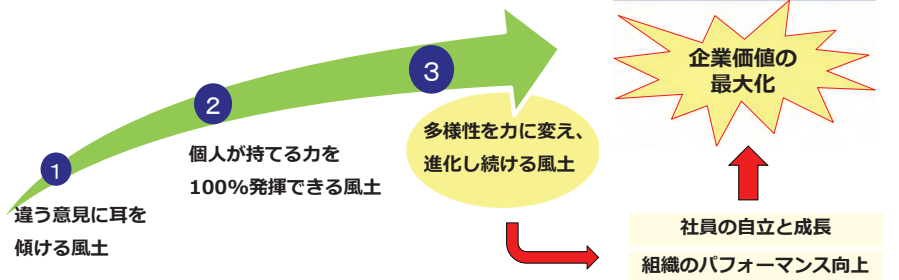 1
違う意見に耳を
傾ける風土
2
個人が持てる力を
100%発揮できる風土
3
多様性を力に変え、
進化し続ける風土
企業価値の
最大化
社員の自立と成長
組織のパフォーマンス向上